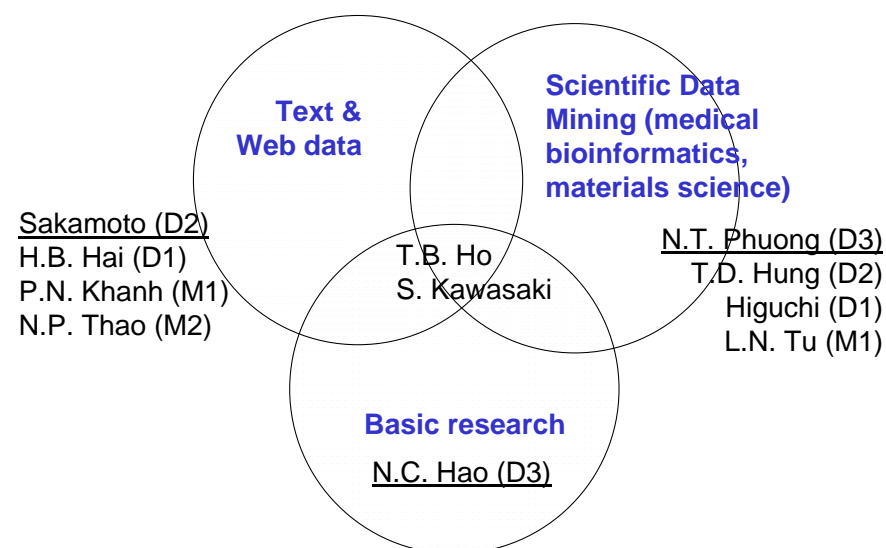 Text &
Web data
Scientific Data
Mining (medical
bioinformatics,
materials science)
Sakamoto (D2)
H.B. Hai (D1)
P.N. Khanh (M1)
N.P. Thao (M2)
T.B. Ho
S. Kawasaki
N.T. Phuong (D3)
T.D. Hung (D2)
Higuchi (D1)
L.N. Tu (M1)
Basic research
N.C. Hao (D3)